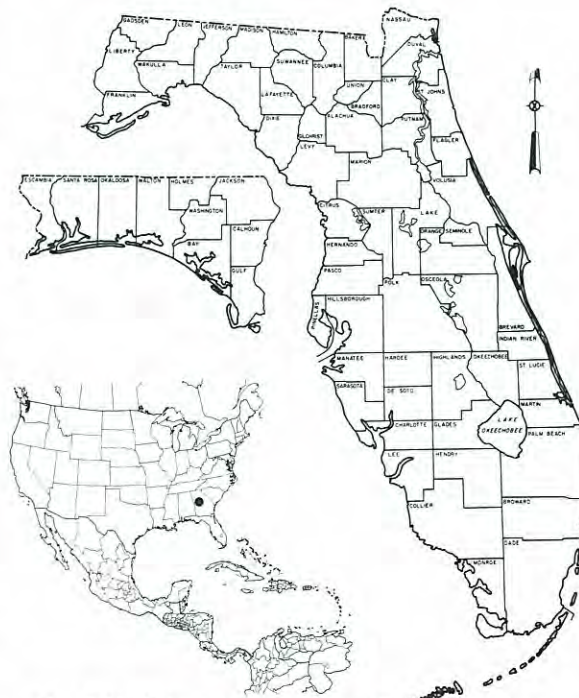 NASSAU
GADSDEN
LEON
JEFFERSON
MADISON
HAMILTON
BAKER
DUVAL
LIBERTY
WAKULLA
TAYLOR
SUWANNEE
COLUMBIA
UNION
CLAY
ST JOHNS
FRANKLIN
LAFAYETTE
BRADFORD
DIXIE
GILCHRIST
ALACHUA
PUTNAM
FLAGLER
LEVY
MARION
VOLUSIA
ESCAMBIA
SANTA ROSA
OKALOOSA
WALTON
HOLMES
JACKSON
WASHINGTON
BAY
CALHOUN
GULF
CITRUS
SUMTER
LAKE
ORANGE
SEMINOLE
HERNANDO
PASCO
POLK
OSCEOLA
PINELLAS
HILLSBOROUGH
BREVARD
INDIAN RIVER
MANATEE
HARDEE
HIGHLANDS
OKEECHOBEE
ST LUCIE
SARASOTA
DE SOTO
MARTIN
CHARLOTTE
GLADES
LAKE
OKEECHOBEE
PALM BEACH
LEE
HENDRY
COLLIER
BROWARD
DADE
MONROE